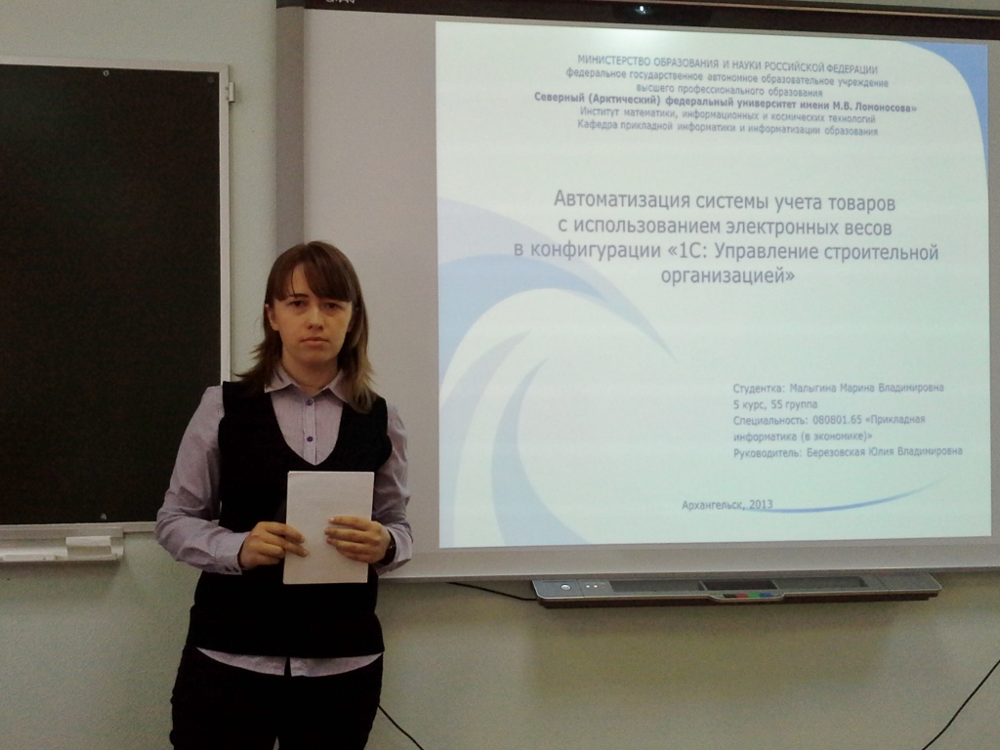 МИНИСТЕРСТВО ОБРАЗОВАНИЯ И НАУКИ РОССИЙСКОЙ ФЕДЕРАЦИИ
федеральное государственное автономное образовательное учреждение
высшего профессионального образования
Северный (Арктический) федеральный университет имени М.В. Ломоносова»
Институт математики, информационных и космических технологий
Кафедра прикладной информатики и информатизации образования
Автоматизация системы учета товаров
с использованием электронных весов
в конфигурации «1С: Управление строительной
организацией»
Студентка: Малыгина Марина Владимировна
5 курс, 55 группа
Специальность: 080801.65 «Прикладная
информатика (в экономике)»
Руководитель: Березовская Юлия Владимировна
Архангельск, 2013